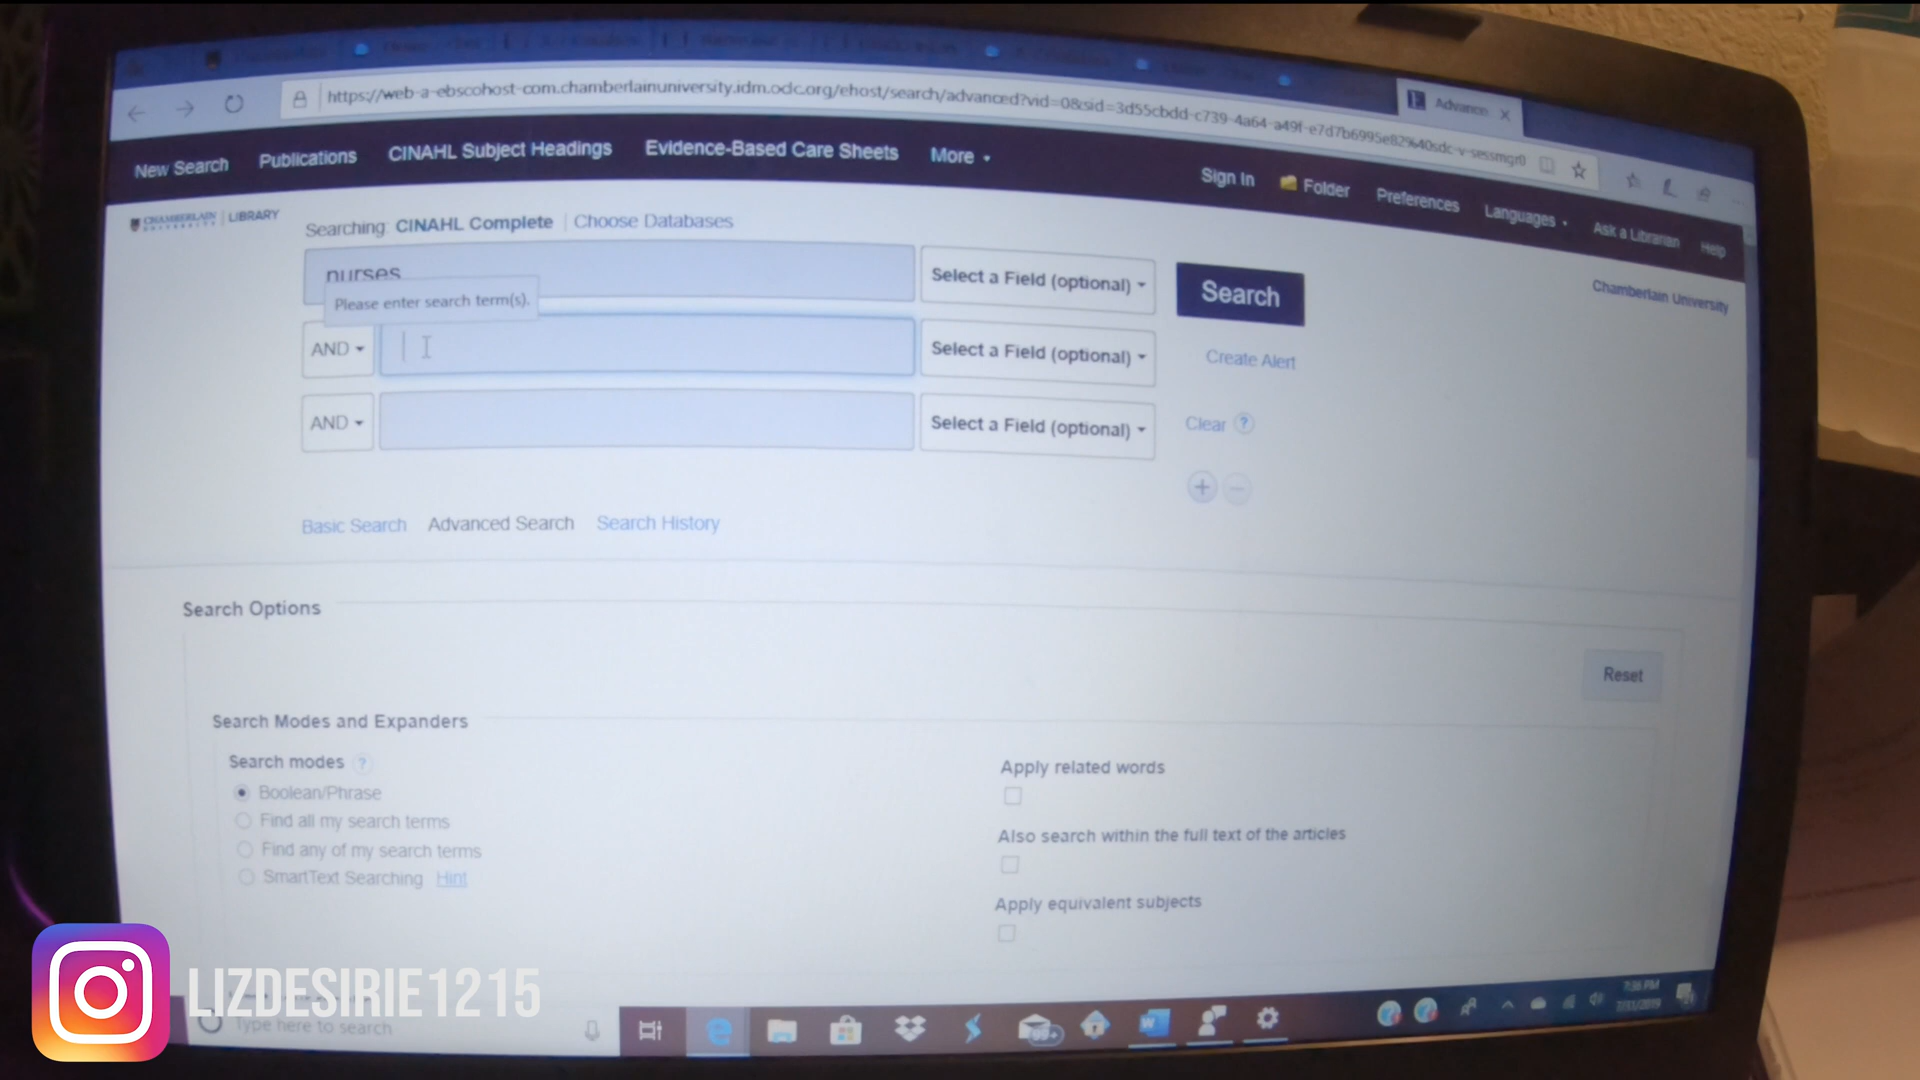 Advanced
https://web-a-ebscohost-com.chamberlainuniversity.idm.oclc.org/ehost/search/advanced?vid=0&sid=3d55cbdd-c739-4a64-a49f-e7d7b6995e82%40sdc-v-sessmgr0
New Search Publications CINAHL Subject Headings Evidence-Based Care Sheets More
Sign In Folder Preferences Languages Ask a Librarian Help
CHAMBERLAIN UNIVERSITY | LIBRARY
Searching: CINAHL Complete | Choose Databases
Chamberlain University
nurses
Select a Field (optional)
Search
Please enter search term(s).
AND
Select a Field (optional)
Create Alert
AND
Select a Field (optional)
Clear ?
+ −
Basic Search Advanced Search Search History
Search Options
Reset
Search Modes and Expanders
Search modes ?
Boolean/Phrase
Find all my search terms
Find any of my search terms
SmartText Searching Hint
Apply related words
Also search within the full text of the articles
Apply equivalent subjects
LIZDESIRIE1215
Type here to search
99+
7:36 PM